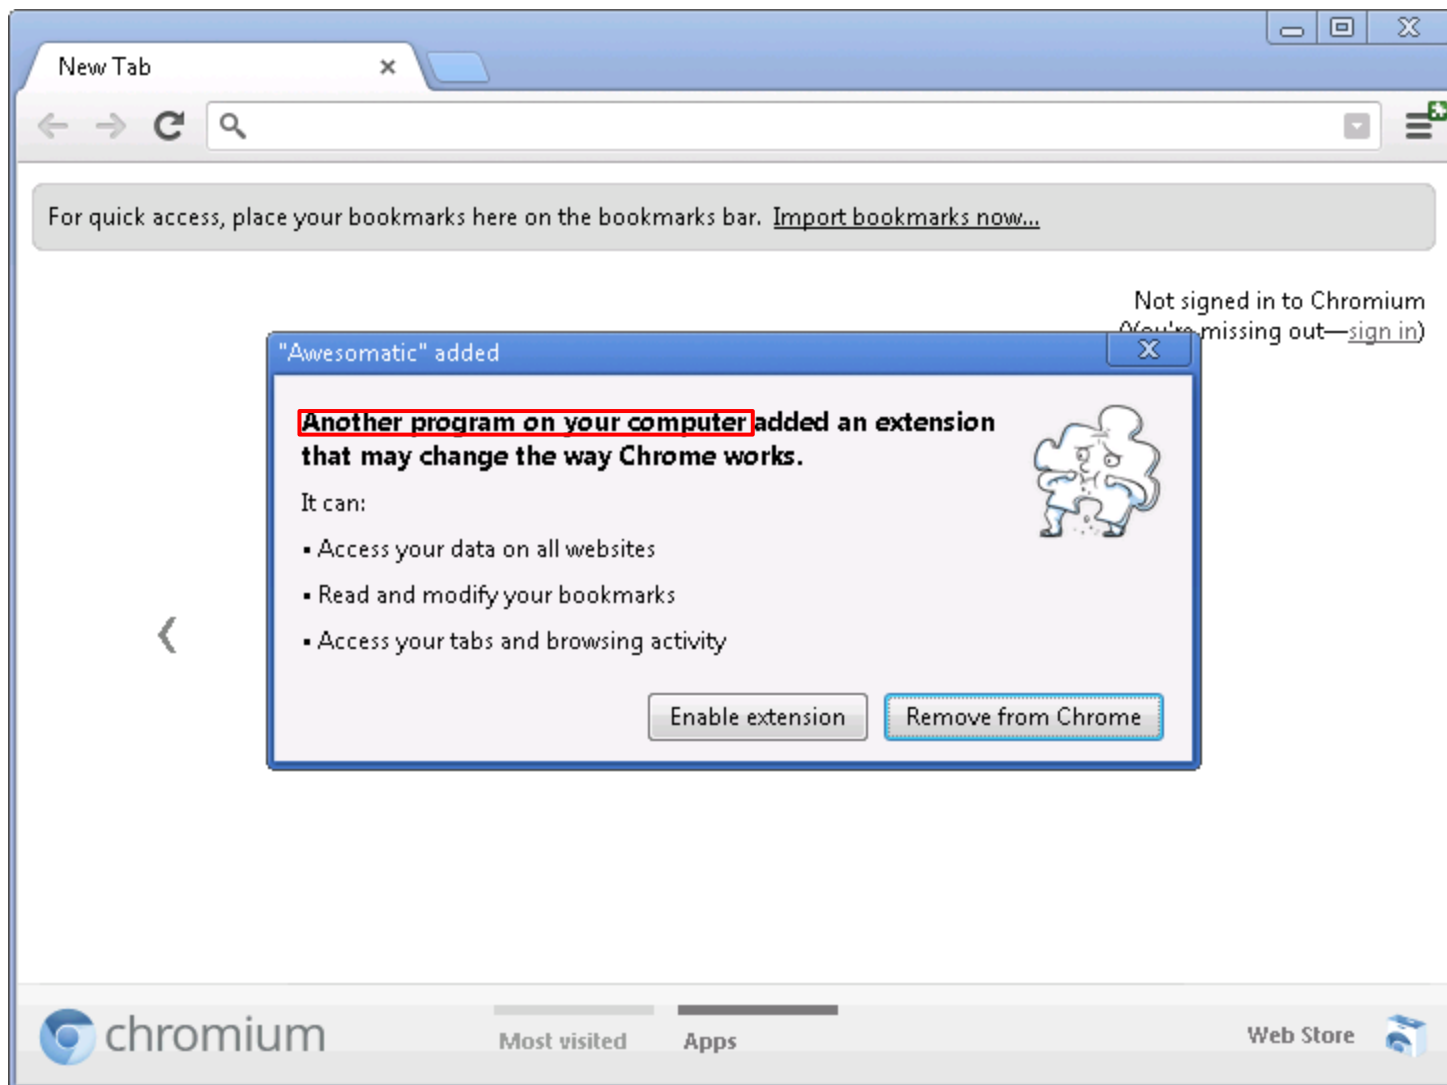 New Tab
For quick access, place your bookmarks here on the bookmarks bar. Import bookmarks now...
Not signed in to Chromium
(You're missing out—sign in)
"Awesomatic" added
Another program on your computer added an extension
that may change the way Chrome works.
It can:
▪ Access your data on all websites
▪ Read and modify your bookmarks
▪ Access your tabs and browsing activity
Enable extension Remove from Chrome
chromium Most visited Apps Web Store